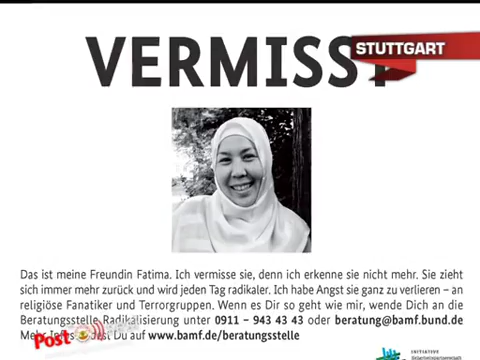 STUTTGART
VERMISST
Das ist meine Freundin Fatima. Ich vermisse sie, denn ich erkenne sie nicht mehr. Sie zieht
sich immer mehr zurück und wird jeden Tag radikaler. Ich habe Angst sie ganz zu verlieren – an
religiöse Fanatiker und Terrorgruppen. Wenn es Dir so geht wie mir, wende Dich an die
Beratungsstelle Radikalisierung unter 0911 – 943 43 43 oder beratung@bamf.bund.de
Mehr Du auf www.bamf.de/beratungsstelle
Post
INITIATIVE